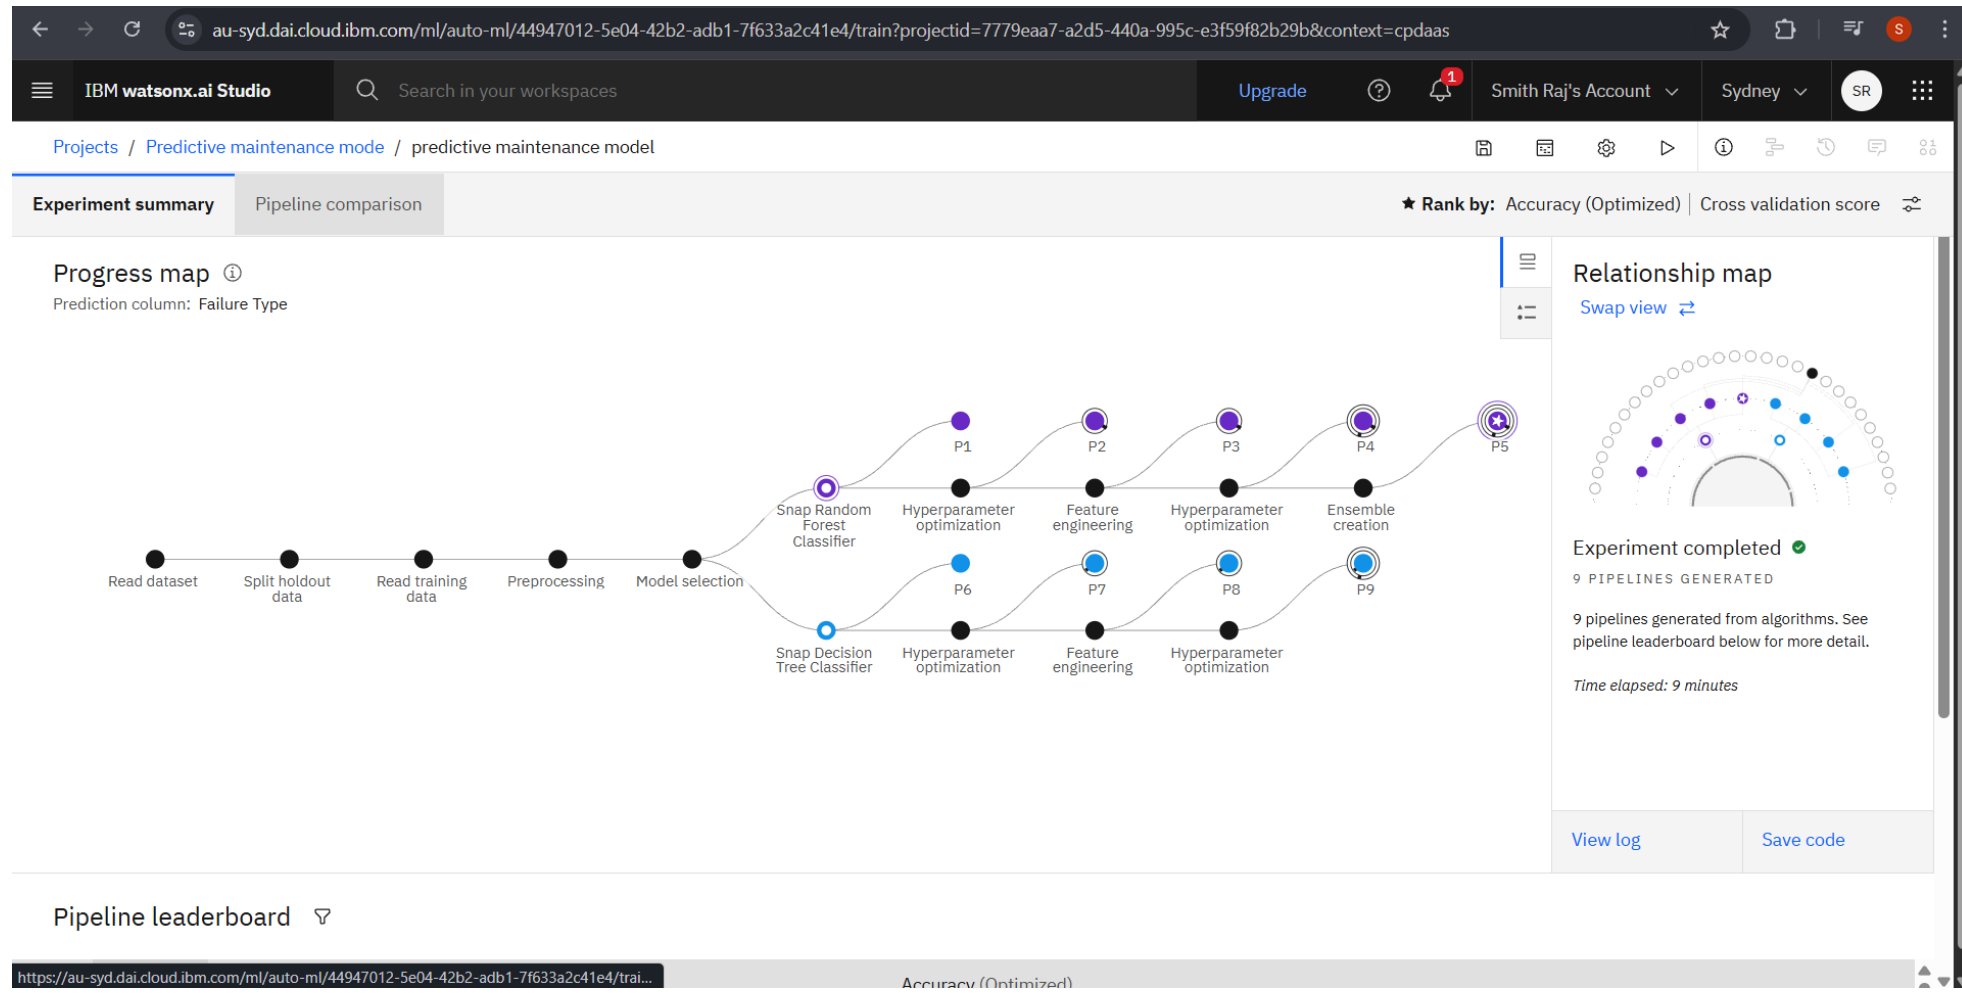 au-syd.dai.cloud.ibm.com/ml/auto-ml/44947012-5e04-42b2-adb1-7f633a2c41e4/train?projectid=7779eaa7-a2d5-440a-995c-e3f59f82b29b&context=cpdaas
S
IBM watsonx.ai Studio
Search in your workspaces
Upgrade
1
Smith Raj's Account
Sydney
SR
Projects / Predictive maintenance mode / predictive maintenance model
Experiment summary
Pipeline comparison
Rank by: Accuracy (Optimized) | Cross validation score
Progress map
Prediction column: Failure Type
Relationship map
Swap view
P1
P2
P3
P4
P5
Snap Random
Forest
Classifier
Hyperparameter
optimization
Feature
engineering
Hyperparameter
optimization
Ensemble
creation
Read dataset
Split holdout
data
Read training
data
Preprocessing
Model selection
P6
P7
P8
P9
Snap Decision
Tree Classifier
Hyperparameter
optimization
Feature
engineering
Hyperparameter
optimization
Experiment completed
9 PIPELINES GENERATED
9 pipelines generated from algorithms. See
pipeline leaderboard below for more detail.
Time elapsed: 9 minutes
View log
Save code
Pipeline leaderboard
https://au-syd.dai.cloud.ibm.com/ml/auto-ml/44947012-5e04-42b2-adb1-7f633a2c41e4/trai...
Accuracy (Optimized)